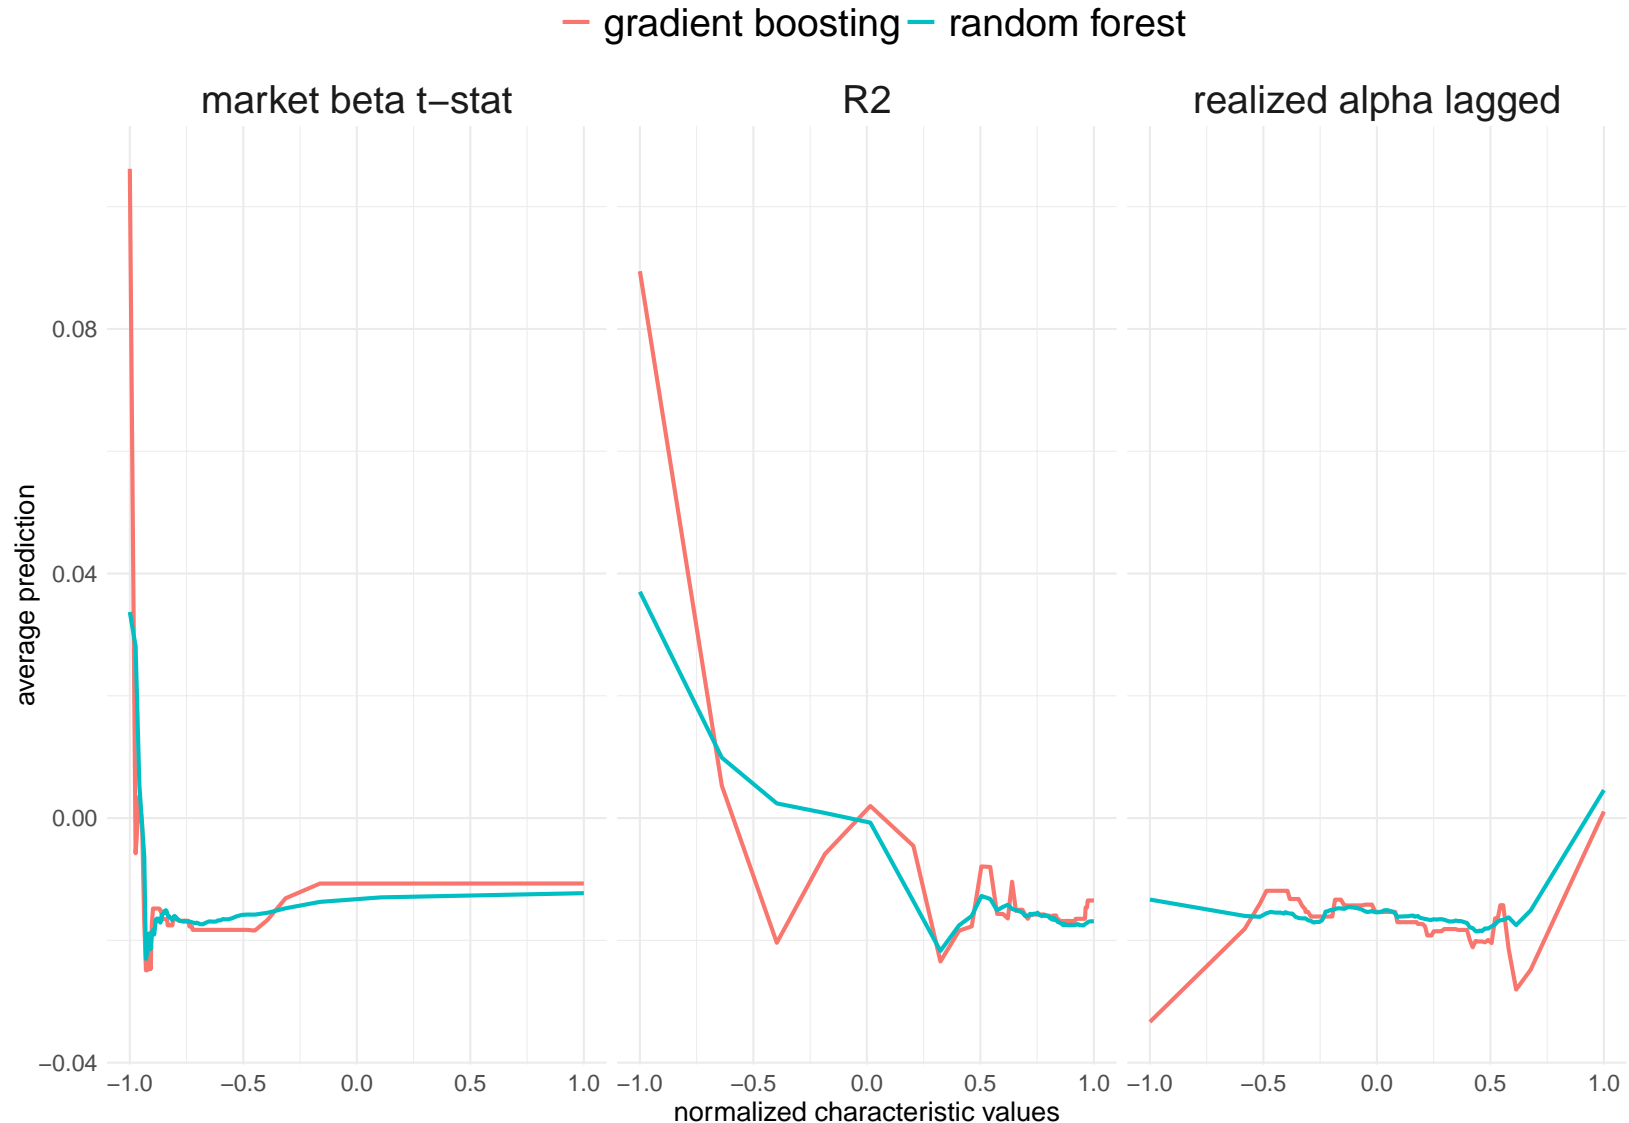 gradient boosting random forest
market beta t−stat R2 realized alpha lagged
0.08
0.04
0.00
−0.04
average prediction
−1.0 −0.5 0.0 0.5 1.0 −1.0 −0.5 0.0 0.5 1.0 −1.0 −0.5 0.0 0.5 1.0
normalized characteristic values